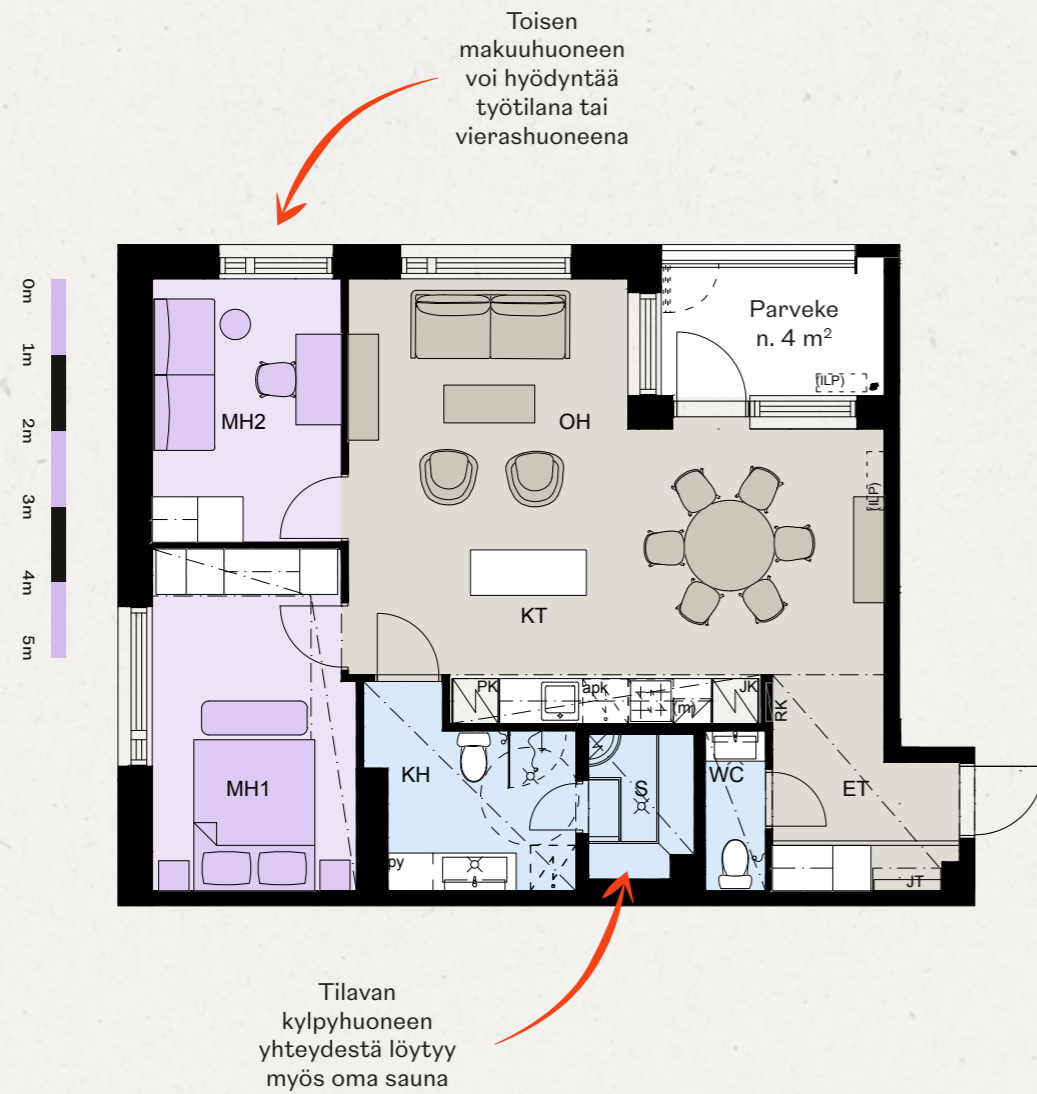 Toisen
makuuhuoneen
voi hyödyntää
työtilana tai
vierashuoneena
0m
1m
2m
3m
4m
5m
Parveke
n. 4 m²
(ILP)
MH2
OH
(ILP)
KT
PK
apk
(m)
JK
RK
MH1
KH
S
WC
ET
py
JT
Tilavan
kylpyhuoneen
yhteydestä löytyy
myös oma sauna